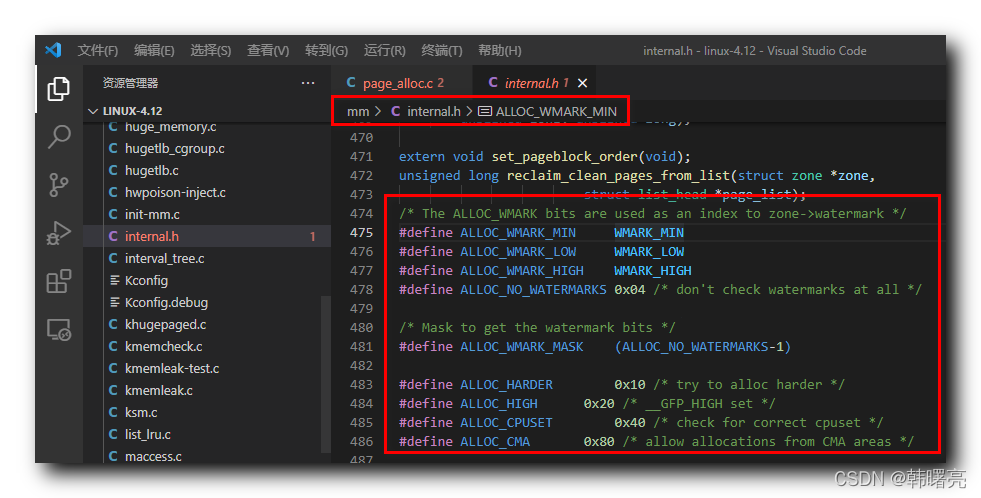 文件(F) 编辑(E) 选择(S) 查看(V) 转到(G) 运行(R) 终端(T) 帮助(H) internal.h - linux-4.12 - Visual Studio Code
资源管理器 ···
LINUX-4.12
huge_memory.c
hugetlb_cgroup.c
hugetlb.c
hwpoison-inject.c
init-mm.c
internal.h 1
interval_tree.c
Kconfig
Kconfig.debug
khugepaged.c
kmemcheck.c
kmemleak-test.c
kmemleak.c
ksm.c
list_lru.c
maccess.c
C page_alloc.c 2 C internal.h 1 ×
mm > C internal.h > ALLOC_WMARK_MIN
470
471 extern void set_pageblock_order(void);
472 unsigned long reclaim_clean_pages_from_list(struct zone *zone,
473 struct list_head *page_list);
474 /* The ALLOC_WMARK bits are used as an index to zone->watermark */
475 #define ALLOC_WMARK_MIN WMARK_MIN
476 #define ALLOC_WMARK_LOW WMARK_LOW
477 #define ALLOC_WMARK_HIGH WMARK_HIGH
478 #define ALLOC_NO_WATERMARKS 0x04 /* don't check watermarks at all */
479
480 /* Mask to get the watermark bits */
481 #define ALLOC_WMARK_MASK (ALLOC_NO_WATERMARKS-1)
482
483 #define ALLOC_HARDER 0x10 /* try to alloc harder */
484 #define ALLOC_HIGH 0x20 /* __GFP_HIGH set */
485 #define ALLOC_CPUSET 0x40 /* check for correct cpuset */
486 #define ALLOC_CMA 0x80 /* allow allocations from CMA areas */
487
CSDN @韩曙亮